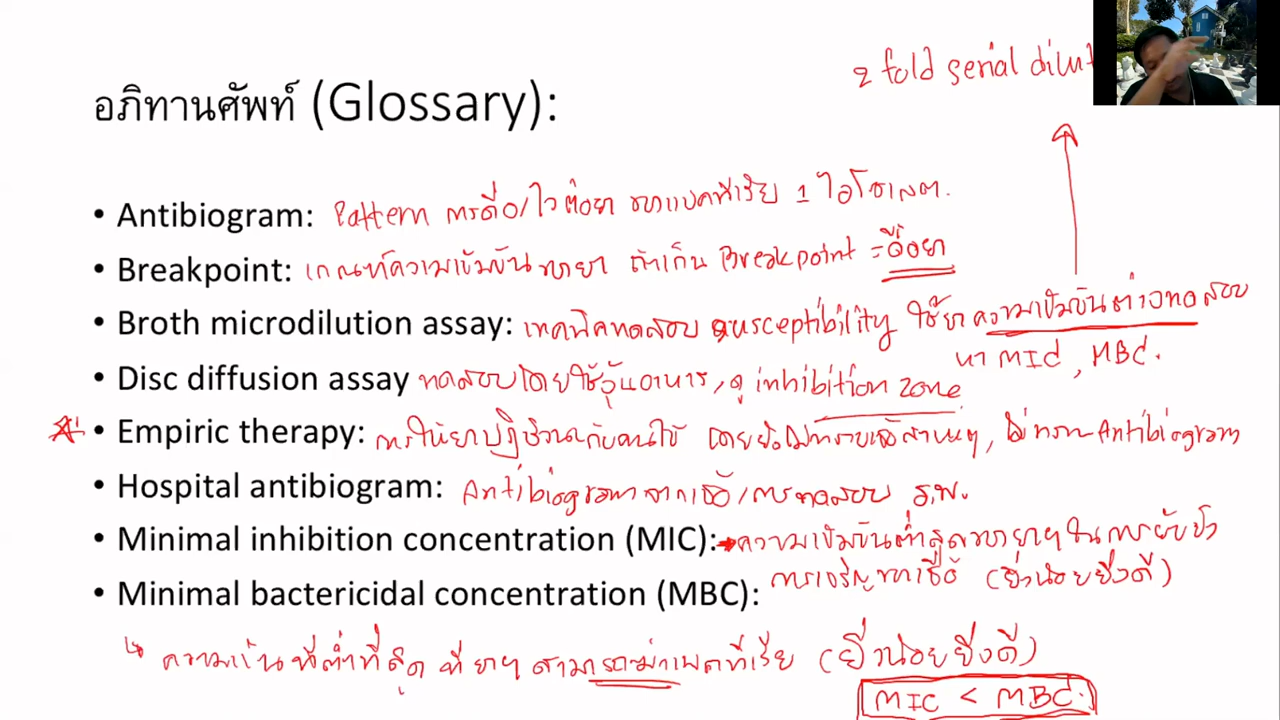 2 fold serial dilut
อภิทานศัพท์ (Glossary):
• Antibiogram: Pattern การดื้อ/ไวต่อยา ของแบคทีเรีย 1 ไอโซเลต.
• Breakpoint: เกณฑ์ความเข้มข้นของยา ถ้าเกิน Breakpoint = ดื้อยา
• Broth microdilution assay: เทคนิคทดสอบ susceptibility ใช้ยาความเข้มข้นต่างทดสอบ
หา MIC, MBC.
• Disc diffusion assay ทดสอบโดยใช้วุ้นอาหาร, ดู inhibition zone
• Empiric therapy: การให้ยาปฏิชีวนะกับคนไข้ โดยยังไม่ทราบเชื้อสาเหตุ, ไม่ทราบ Antibiogram
• Hospital antibiogram: Antibiogram จากเชื้อ/การทดสอบ ร.พ.
• Minimal inhibition concentration (MIC): ความเข้มข้นต่ำสุดของยาฯ ในการยับยั้ง
การเจริญของเชื้อ (ยิ่งน้อยยิ่งดี)
• Minimal bactericidal concentration (MBC):
↳ ความเข้มที่ต่ำที่สุด ที่ยาฯ สามารถฆ่าแบคทีเรีย (ยิ่งน้อยยิ่งดี)
MIC < MBC.